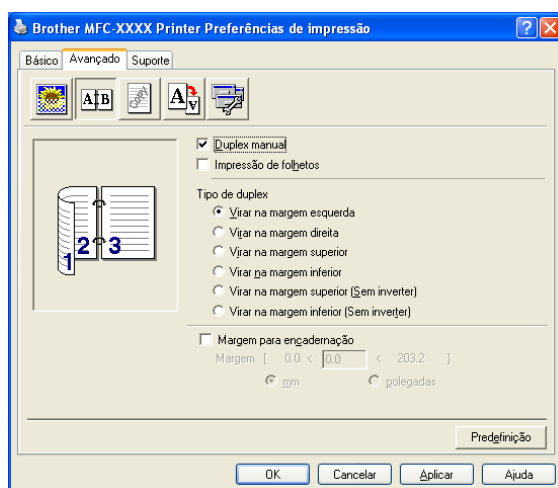 Brother MFC-XXXX Printer Preferências de impressão
Básico Avançado Suporte
A B
A A
Duplex manual
Impressão de folhetos
Tipo de duplex
Virar na margem esquerda
Virar na margem direita
Virar na margem superior
Virar na margem inferior
Virar na margem superior (Sem inverter)
Virar na margem inferior (Sem inverter)
1 2 3
Margem para encadernação
Margem [ 0.0 < 0.0 < 203.2 ]
mm polegadas
Predefinição
OK Cancelar Aplicar Ajuda